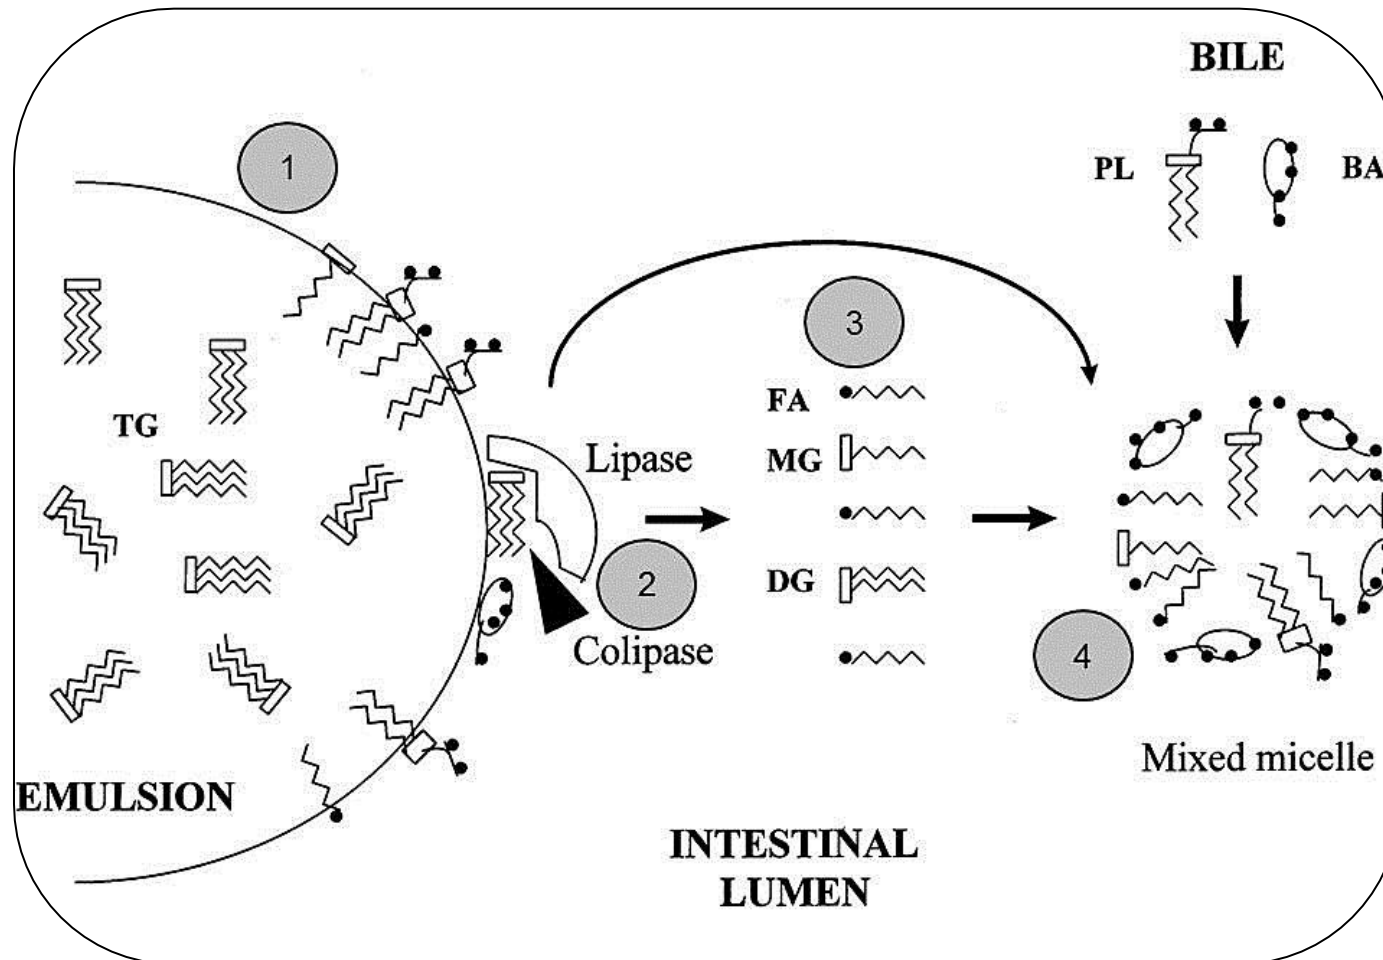 BILE
PL
BA
1
3
FA
TG
Lipase
MG
2
DG
Colipase
4
Mixed micelle
EMULSION
INTESTINAL
LUMEN